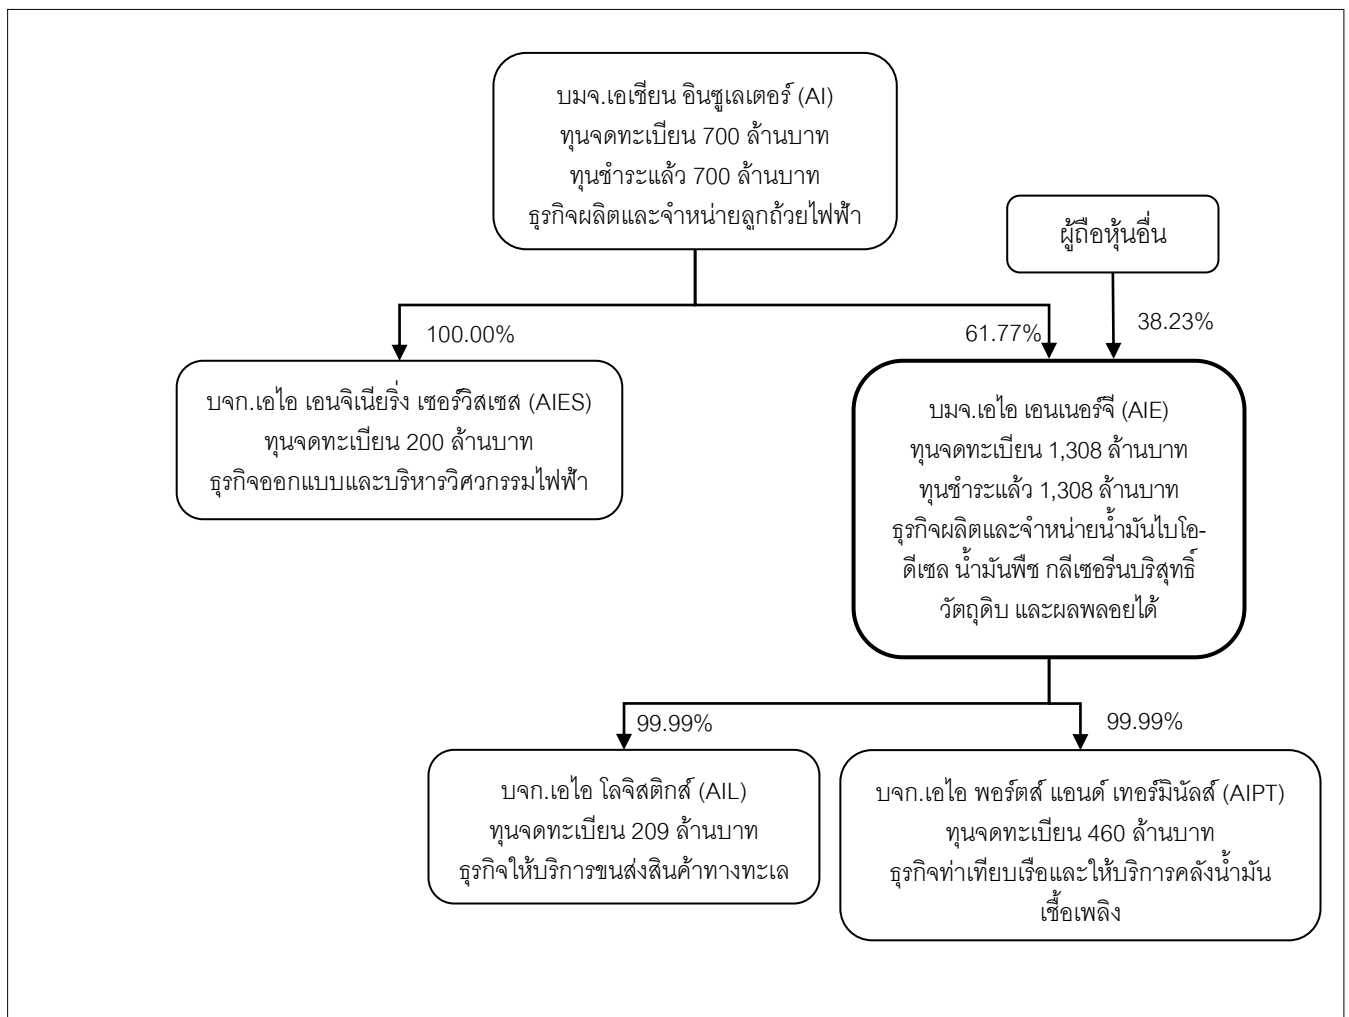 บมจ.เอเชียน อินซูเลเตอร์ (AI)
ทุนจดทะเบียน 700 ล้านบาท
ทุนชำระแล้ว 700 ล้านบาท
ธุรกิจผลิตและจำหน่ายลูกถ้วยไฟฟ้า
ผู้ถือหุ้นอื่น
100.00%
61.77%
38.23%
บจก.เอไอ เอนจิเนียริ่ง เซอร์วิสเซส (AIES)
ทุนจดทะเบียน 200 ล้านบาท
ธุรกิจออกแบบและบริหารวิศวกรรมไฟฟ้า
บมจ.เอไอ เอนเนอร์จี (AIE)
ทุนจดทะเบียน 1,308 ล้านบาท
ทุนชำระแล้ว 1,308 ล้านบาท
ธุรกิจผลิตและจำหน่ายน้ำมันไบโอ-
ดีเซล น้ำมันพืช กลีเซอรีนบริสุทธิ์
วัตถุดิบ และผลพลอยได้
99.99%
99.99%
บจก.เอไอ โลจิสติกส์ (AIL)
ทุนจดทะเบียน 209 ล้านบาท
ธุรกิจให้บริการขนส่งสินค้าทางทะเล
บจก.เอไอ พอร์ตส์ แอนด์ เทอร์มินัลส์ (AIPT)
ทุนจดทะเบียน 460 ล้านบาท
ธุรกิจท่าเทียบเรือและให้บริการคลังน้ำมัน
เชื้อเพลิง